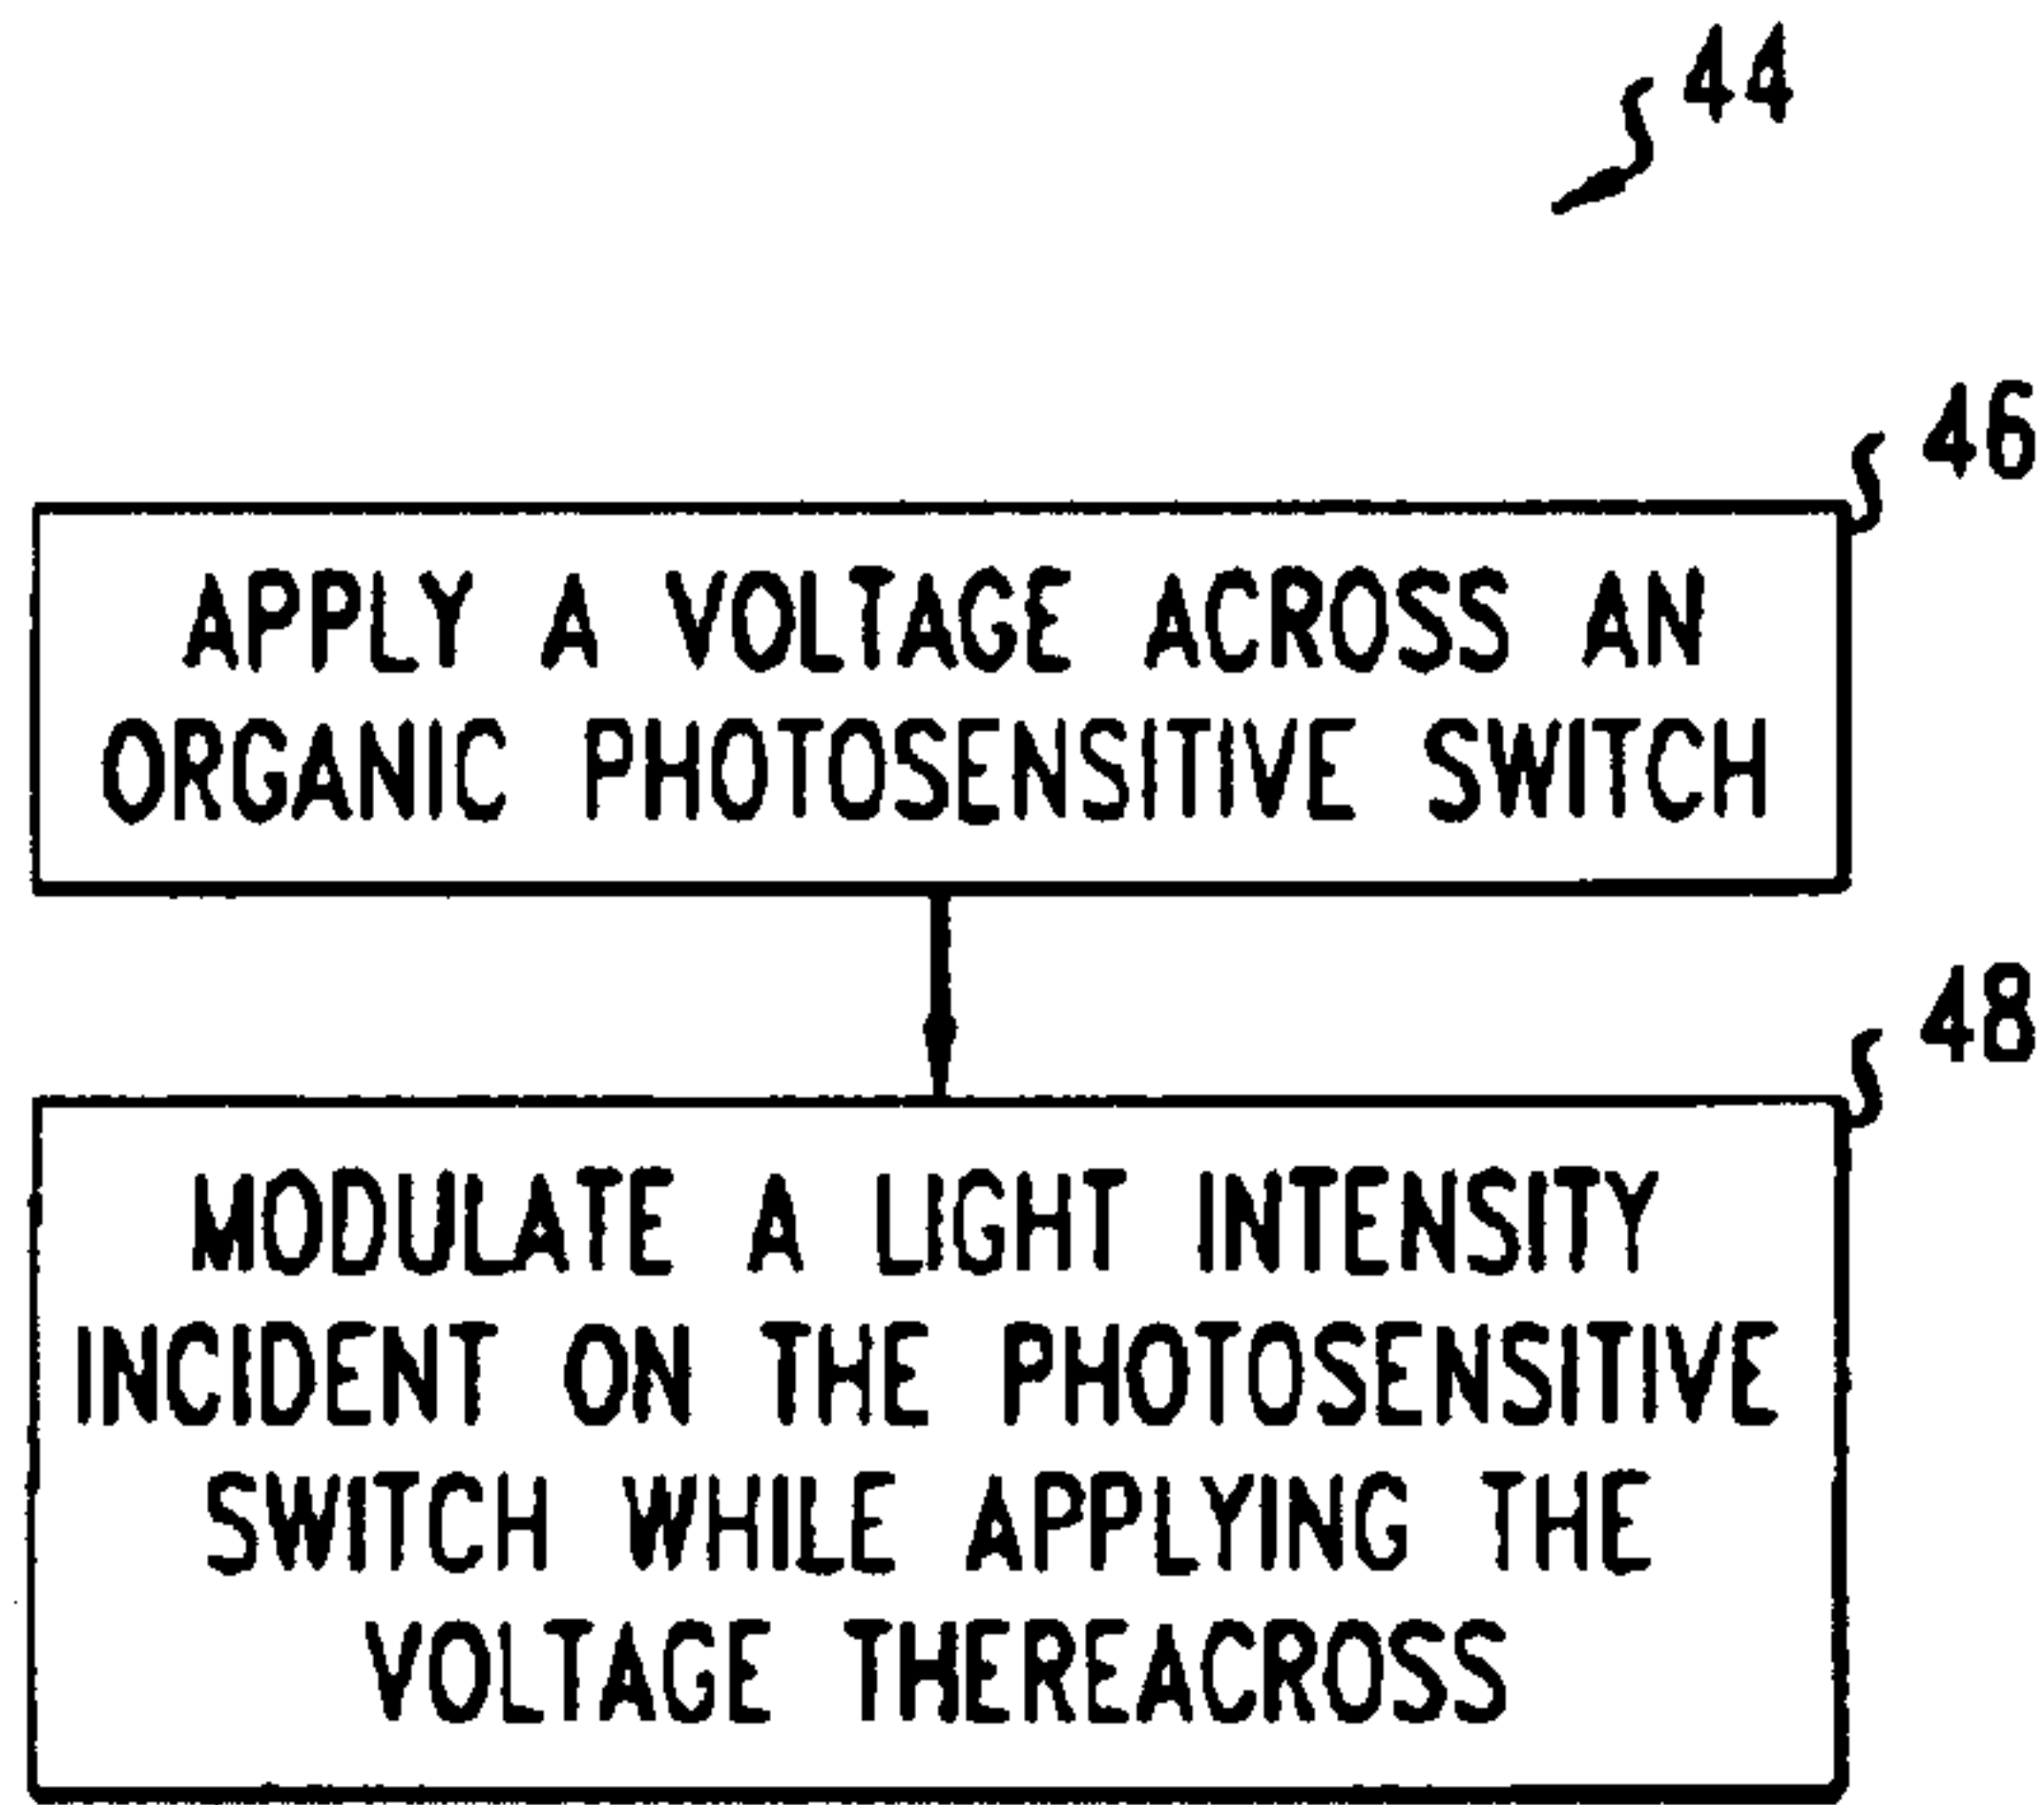 44
46
APPLY A VOLTAGE ACROSS AN
ORGANIC PHOTOSENSITIVE SWITCH
48
MODULATE A LIGHT INTENSITY
INCIDENT ON THE PHOTOSENSITIVE
SWITCH WHILE APPLYING THE
VOLTAGE THEREACROSS